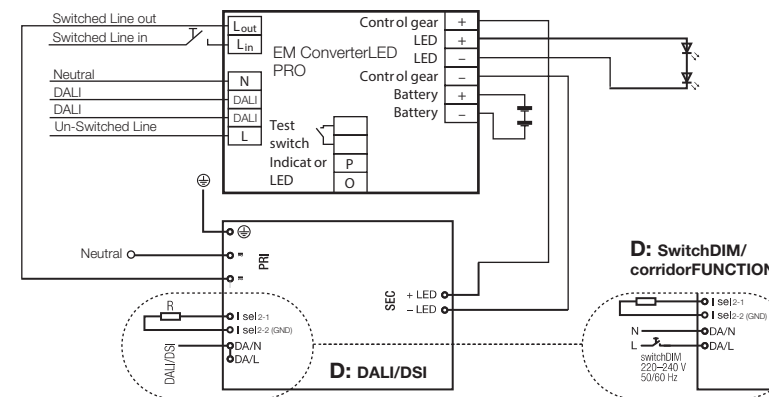 Switched Line out
Switched Line in
Neutral
DALI
DALI
Un-Switched Line
Lout
Lin
N
DALI
DALI
L
EM ConverterLED
PRO
Test
switch
Indicat or
LED
P
O
Control gear +
LED +
LED –
Control gear –
Battery +
Battery –
Neutral
PRI
SEC
+ LED
– LED
R
I sel2-1
I sel2-2 (GND)
DA/N
DA/L
DALI/DSI
D: DALI/DSI
D: SwitchDIM/
corridorFUNCTION
I sel2-1
I sel2-2 (GND)
N
DA/N
L
DA/L
switchDIM
220–240 V
50/60 Hz